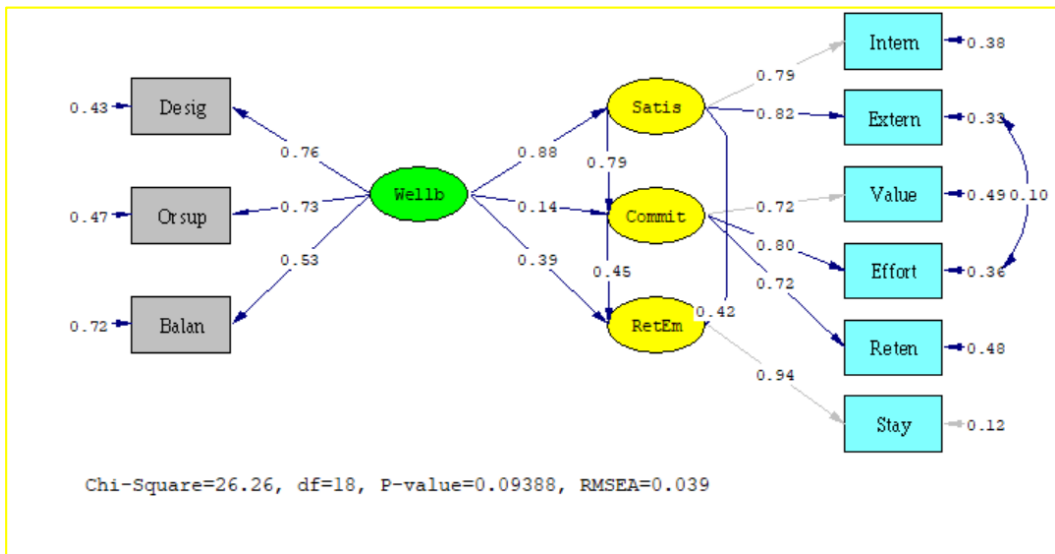 Intern
0.38
0.79
0.43
Desig
Satis
0.82
Extern
0.33
0.76
0.88
0.79
Wellb
Value
0.49
0.10
0.47
Orsup
0.73
0.14
Commit
0.72
0.80
Effort
0.36
0.53
0.39
0.45
0.72
0.72
Balan
RetEm
0.42
Reten
0.48
0.94
Stay
0.12
Chi-Square=26.26, df=18, P-value=0.09388, RMSEA=0.039